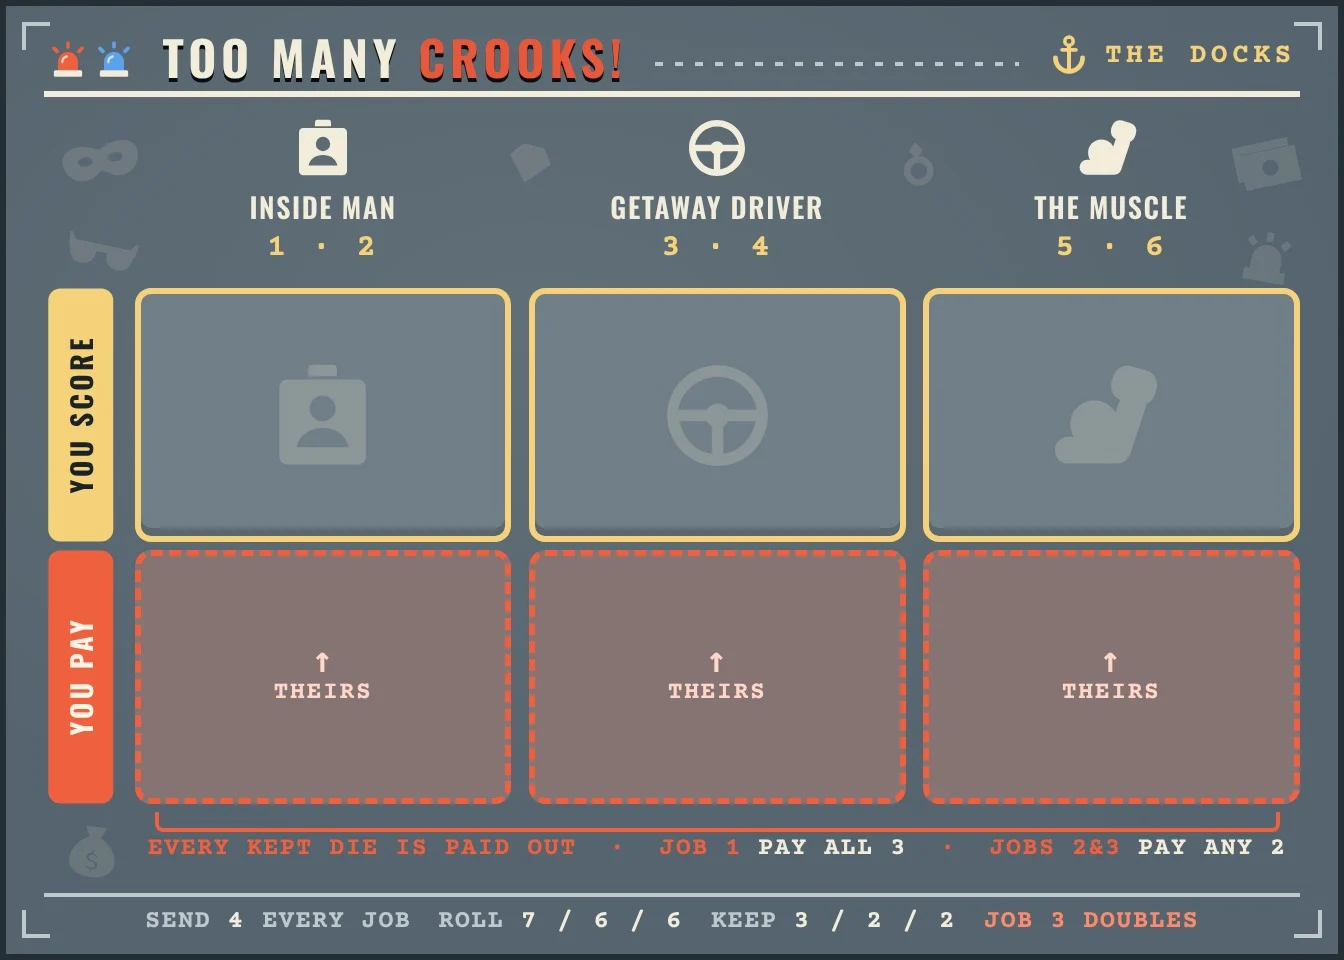 TOO MANY CROOKS!
THE DOCKS
INSIDE MAN
1 · 2
GETAWAY DRIVER
3 · 4
THE MUSCLE
5 · 6
YOU SCORE
YOU PAY
↑
THEIRS
↑
THEIRS
↑
THEIRS
$
EVERY KEPT DIE IS PAID OUT · JOB 1 PAY ALL 3 · JOBS 2&3 PAY ANY 2
SEND 4 EVERY JOB ROLL 7 / 6 / 6 KEEP 3 / 2 / 2 JOB 3 DOUBLES